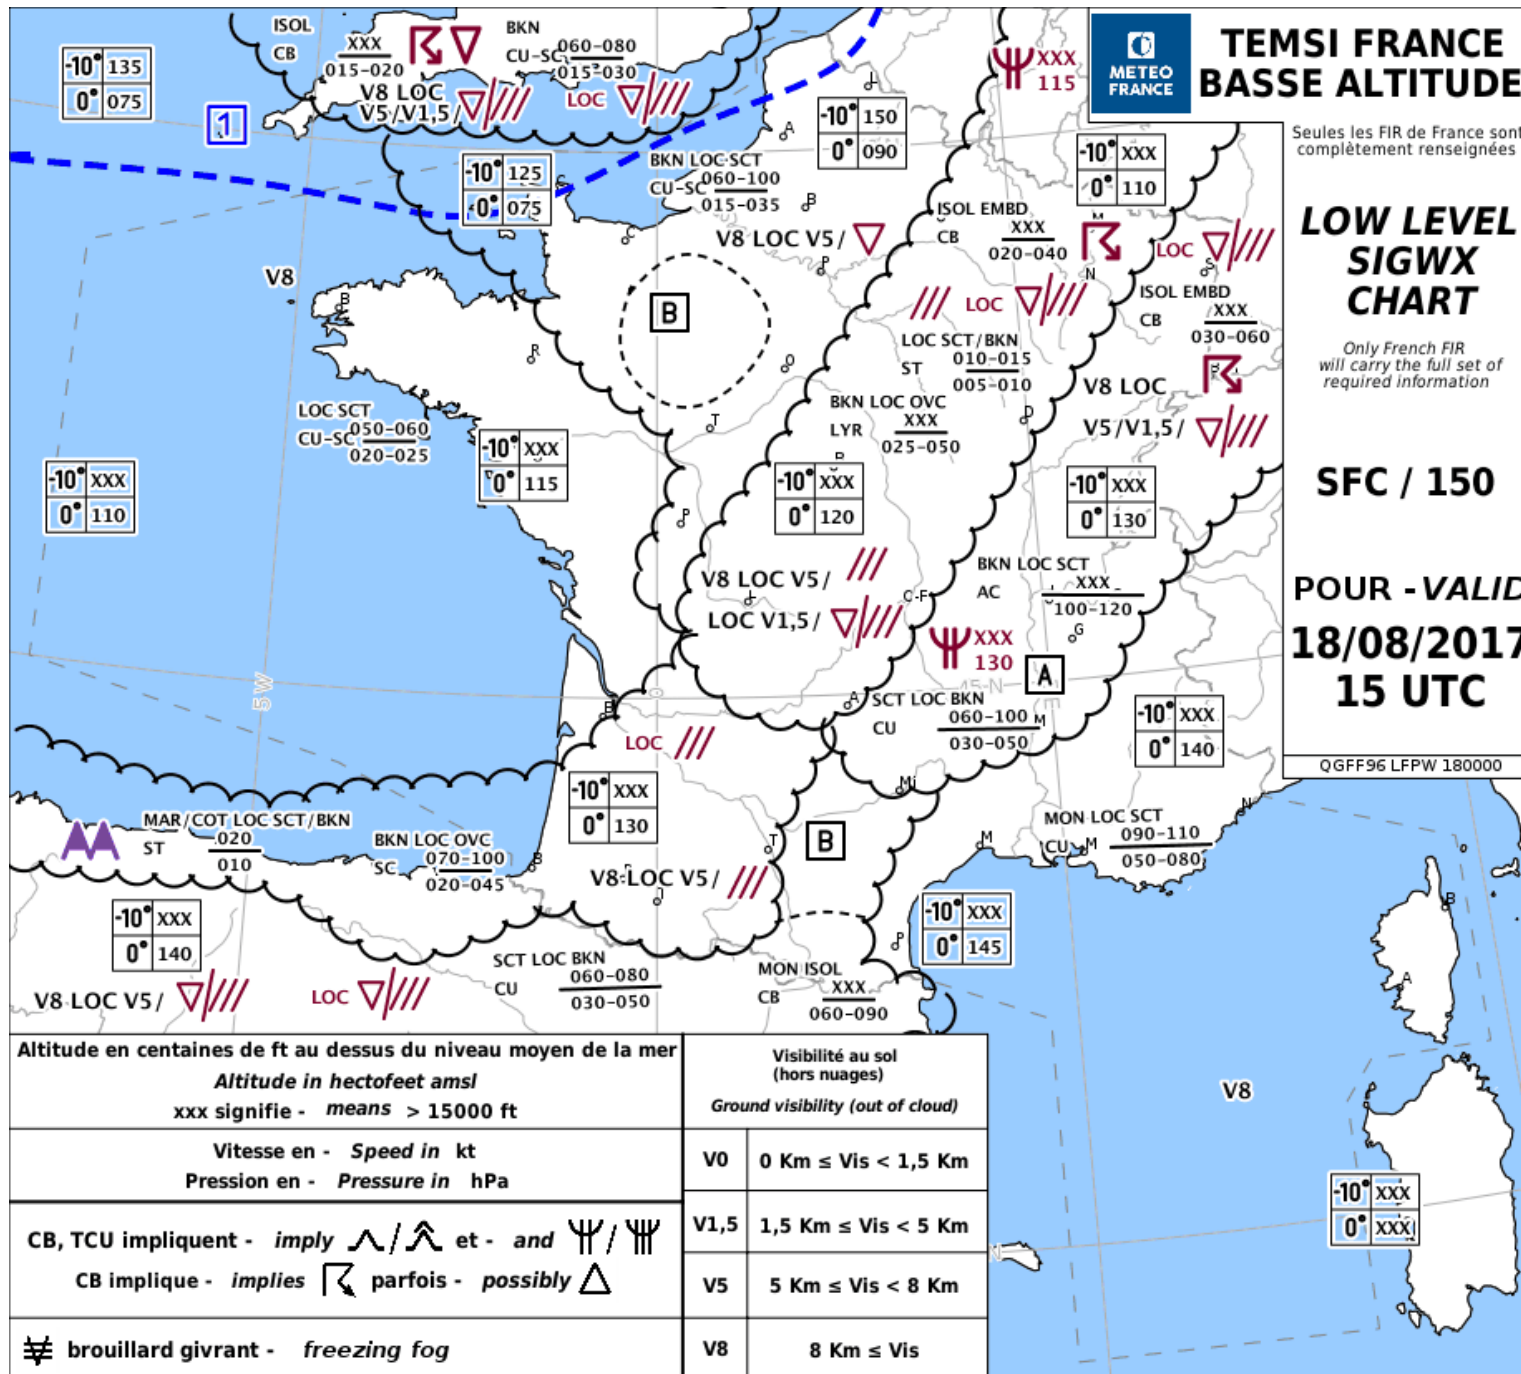 TEMSI FRANCE
BASSE ALTITUDE
METEO
FRANCE
Seules les FIR de France sont
complètement renseignées
LOW LEVEL
SIGWX
CHART
Only French FIR
will carry the full set of
required information
SFC / 150
POUR - VALID
18/08/2017
15 UTC
QGFF96 LFPW 180000
ISOL
CB
XXX
015-020
BKN
CU-SC
060-080
015-030
V8 LOC
V5/V1,5/
LOC
-10° 135
0° 075
1
XXX
115
-10° 150
0° 090
-10° XXX
0° 110
-10° 125
0° 075
BKN LOC SCT
CU-SC
060-100
015-035
V8 LOC V5/
ISOL EMBD
CB
XXX
020-040
LOC
V8
B
LOC
ISOL EMBD
CB
XXX
030-060
LOC SCT/BKN
ST
010-015
005-010
V8 LOC
V5/V1,5/
LOC SCT
CU-SC
050-060
020-025
BKN LOC OVC
LYR
XXX
025-050
-10° XXX
0° 110
-10° XXX
0° 115
-10° XXX
0° 120
-10° XXX
0° 130
V8 LOC V5/
LOC V1,5/
BKN LOC SCT
AC
XXX
100-120
C-F
XXX
130
A
5 W
0
45 N
SCT LOC BKN
CU
060-100
030-050
-10° XXX
0° 140
LOC
-10° XXX
0° 130
B
MAR/COT LOC SCT/BKN
ST
020
010
BKN LOC OVC
SC
070-100
020-045
V8 LOC V5/
MON LOC SCT
CU
090-110
050-080
-10° XXX
0° 140
-10° XXX
0° 145
SCT LOC BKN
CU
060-080
030-050
MON ISOL
CB
XXX
060-090
V8 LOC V5/
LOC
V8
-10° XXX
0° XXX
Altitude en centaines de ft au dessus du niveau moyen de la mer
Altitude in hectofeet amsl
xxx signifie - means > 15000 ft
Vitesse en - Speed in kt
Pression en - Pressure in hPa
CB, TCU impliquent - imply / et - and /
CB implique - implies parfois - possibly
brouillard givrant - freezing fog
Visibilité au sol
(hors nuages)
Ground visibility (out of cloud)
V0 0 Km ≤ Vis < 1,5 Km
V1,5 1,5 Km ≤ Vis < 5 Km
V5 5 Km ≤ Vis < 8 Km
V8 8 Km ≤ Vis